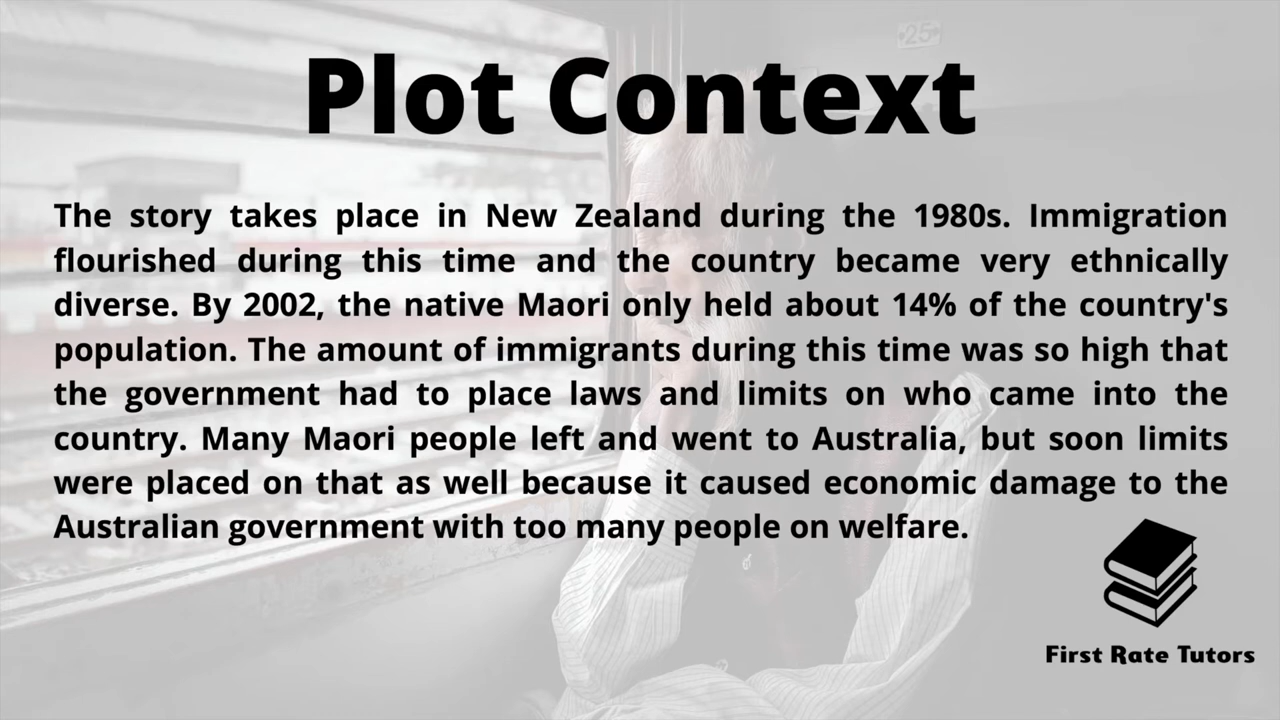 ·25·
Plot Context
The story takes place in New Zealand during the 1980s. Immigration
flourished during this time and the country became very ethnically
diverse. By 2002, the native Maori only held about 14% of the country's
population. The amount of immigrants during this time was so high that
the government had to place laws and limits on who came into the
country. Many Maori people left and went to Australia, but soon limits
were placed on that as well because it caused economic damage to the
Australian government with too many people on welfare.
First Rate Tutors